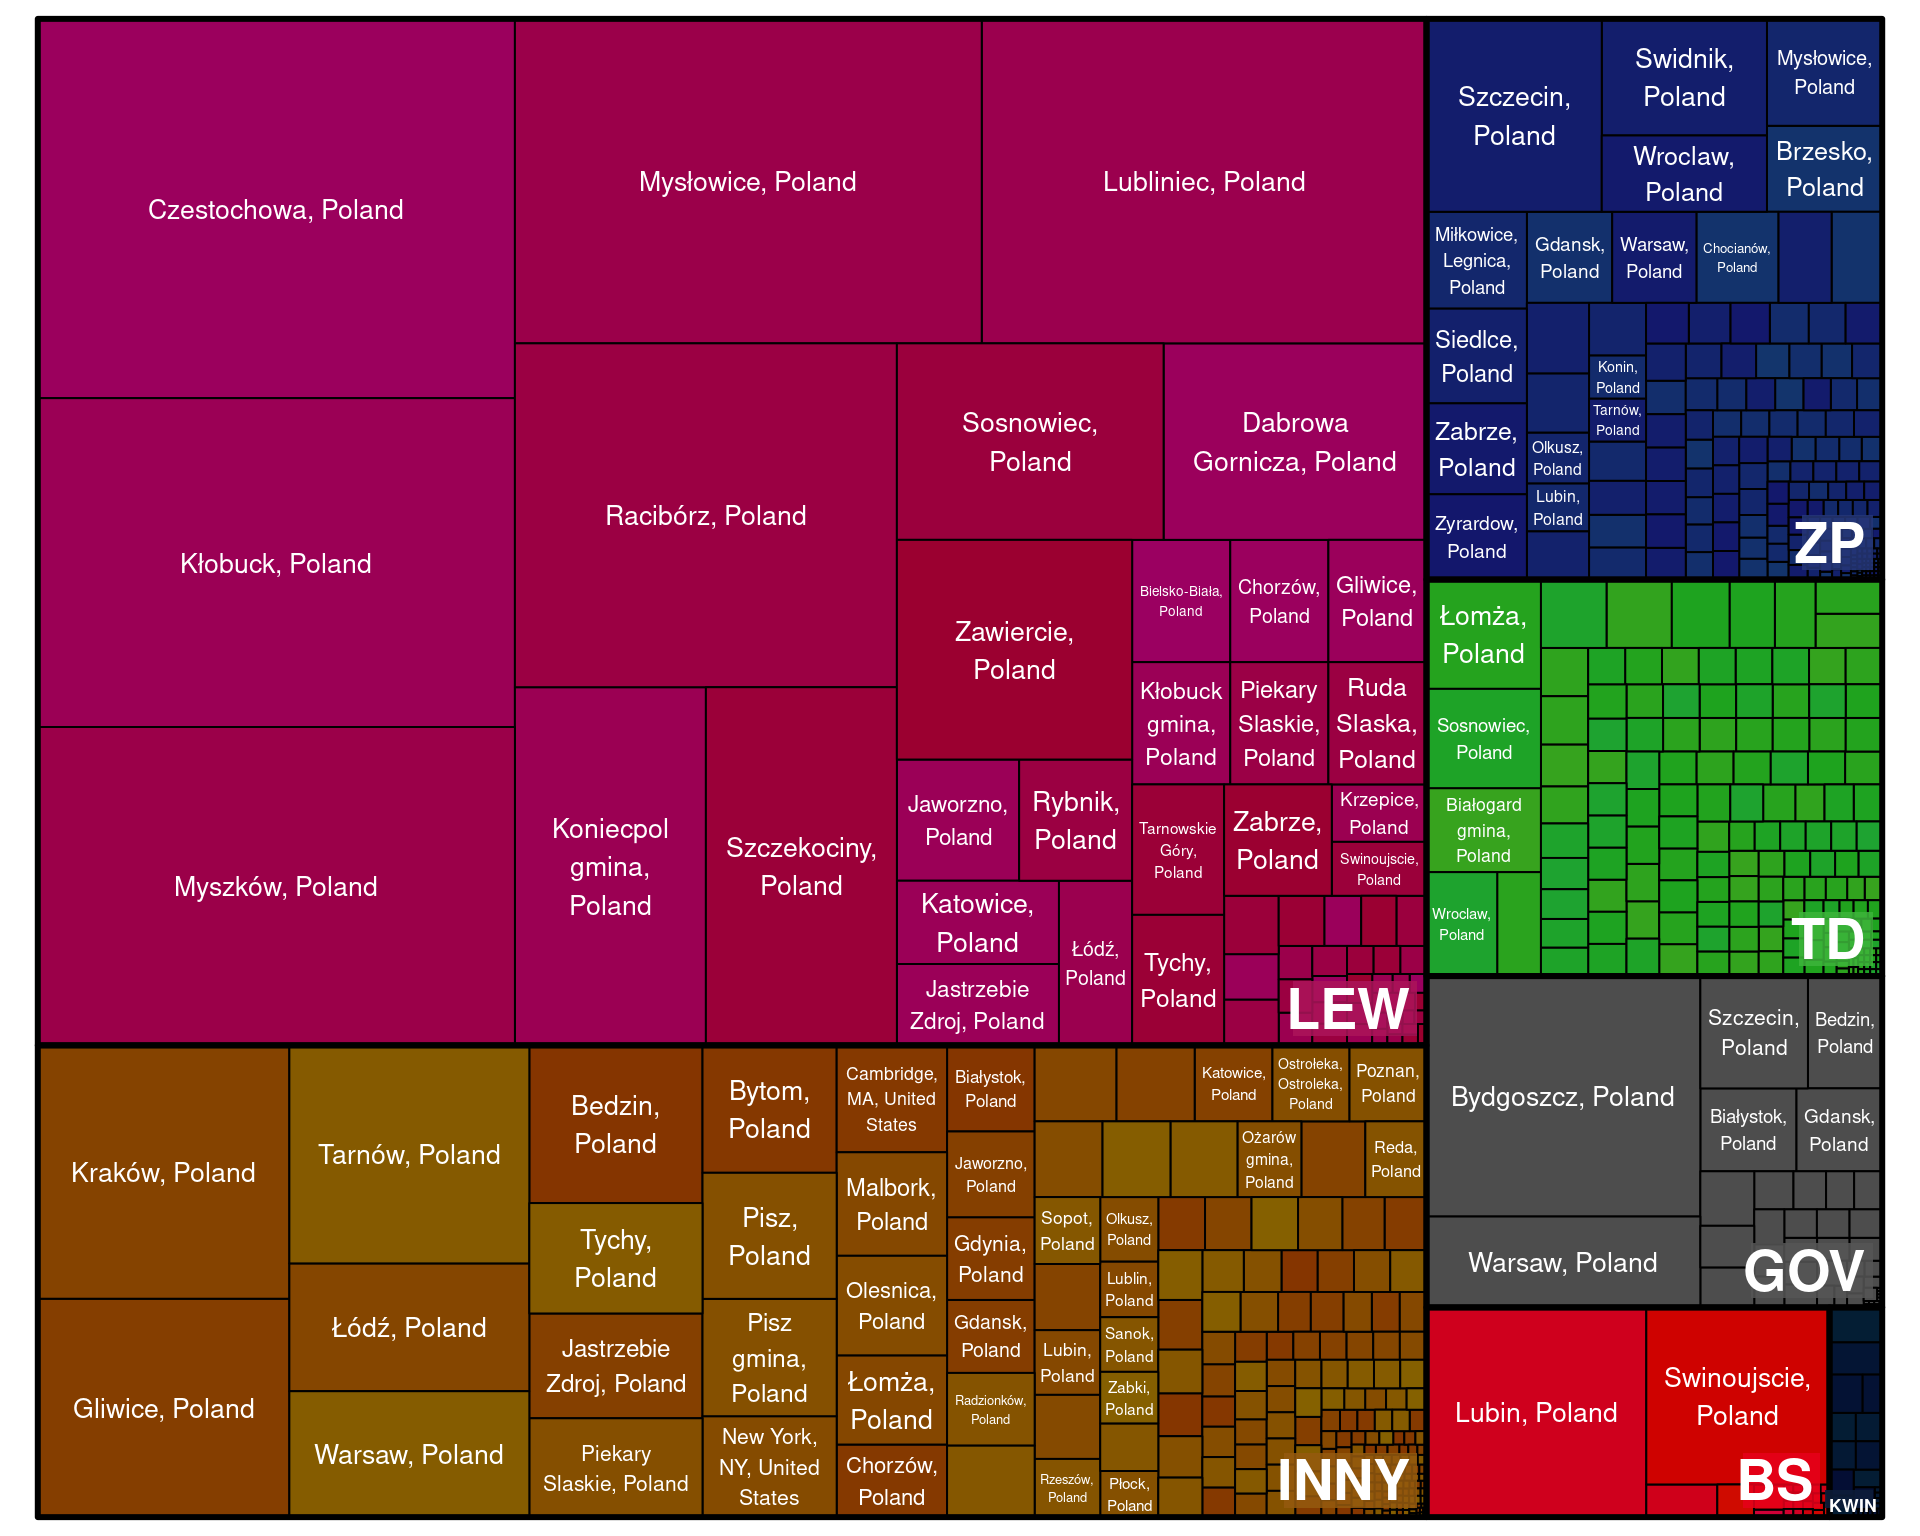 Czestochowa, Poland
Kłobuck, Poland
Myszków, Poland
Mysłowice, Poland
Lubliniec, Poland
Racibórz, Poland
Sosnowiec,
Poland
Dabrowa
Gornicza, Poland
Koniecpol
gmina,
Poland
Szczekociny,
Poland
Zawiercie,
Poland
Bielsko-Biała,
Poland
Chorzów,
Poland
Gliwice,
Poland
Kłobuck
gmina,
Poland
Piekary
Slaskie,
Poland
Ruda
Slaska,
Poland
Jaworzno,
Poland
Rybnik,
Poland
Katowice,
Poland
Jastrzebie
Zdroj, Poland
Łódź,
Poland
Tarnowskie
Góry,
Poland
Tychy,
Poland
Zabrze,
Poland
Krzepice,
Poland
Swinoujscie,
Poland
LEW
Szczecin,
Poland
Swidnik,
Poland
Mysłowice,
Poland
Wroclaw,
Poland
Brzesko,
Poland
Miłkowice,
Legnica,
Poland
Gdansk,
Poland
Warsaw,
Poland
Chocianów,
Poland
Siedlce,
Poland
Zabrze,
Poland
Zyrardow,
Poland
Konin,
Poland
Tarnów,
Poland
Olkusz,
Poland
Lubin,
Poland
ZP
Łomża,
Poland
Sosnowiec,
Poland
Białogard
gmina,
Poland
Wroclaw,
Poland
TD
Bydgoszcz, Poland
Warsaw, Poland
Szczecin,
Poland
Bedzin,
Poland
Białystok,
Poland
Gdansk,
Poland
GOV
Kraków, Poland
Gliwice, Poland
Tarnów, Poland
Łódź, Poland
Warsaw, Poland
Bedzin,
Poland
Tychy,
Poland
Jastrzebie
Zdroj, Poland
Piekary
Slaskie, Poland
Bytom,
Poland
Pisz,
Poland
Pisz
gmina,
Poland
New York,
NY, United
States
Cambridge,
MA, United
States
Malbork,
Poland
Olesnica,
Poland
Łomża,
Poland
Chorzów,
Poland
Białystok,
Poland
Jaworzno,
Poland
Gdynia,
Poland
Gdansk,
Poland
Radzionków,
Poland
Katowice,
Poland
Ostrołeka,
Ostroleka,
Poland
Poznan,
Poland
Ożarów
gmina,
Poland
Reda,
Poland
Sopot,
Poland
Olkusz,
Poland
Lublin,
Poland
Sanok,
Poland
Lubin,
Poland
Zabki,
Poland
Rzeszów,
Poland
Płock,
Poland
INNY
Lubin, Poland
Swinoujscie,
Poland
BS
KWIN